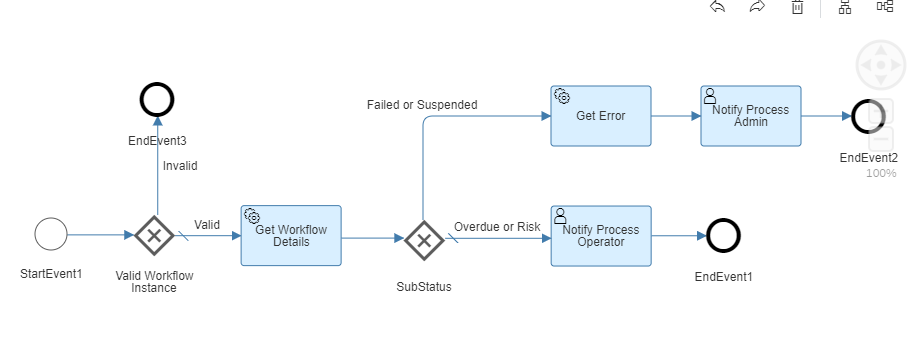 Failed or Suspended
Get Error
Notify Process
Admin
EndEvent3
EndEvent2
Invalid
100%
Valid
Get Workflow
Details
Overdue or Risk
Notify Process
Operator
StartEvent1
Valid Workflow
Instance
SubStatus
EndEvent1